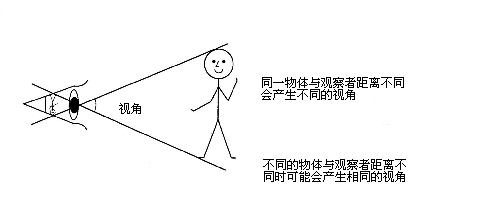 同一物体与观察者距离不同
会产生不同的视角
视角
不同的物体与观察者距离不
同时可能会产生相同的视角